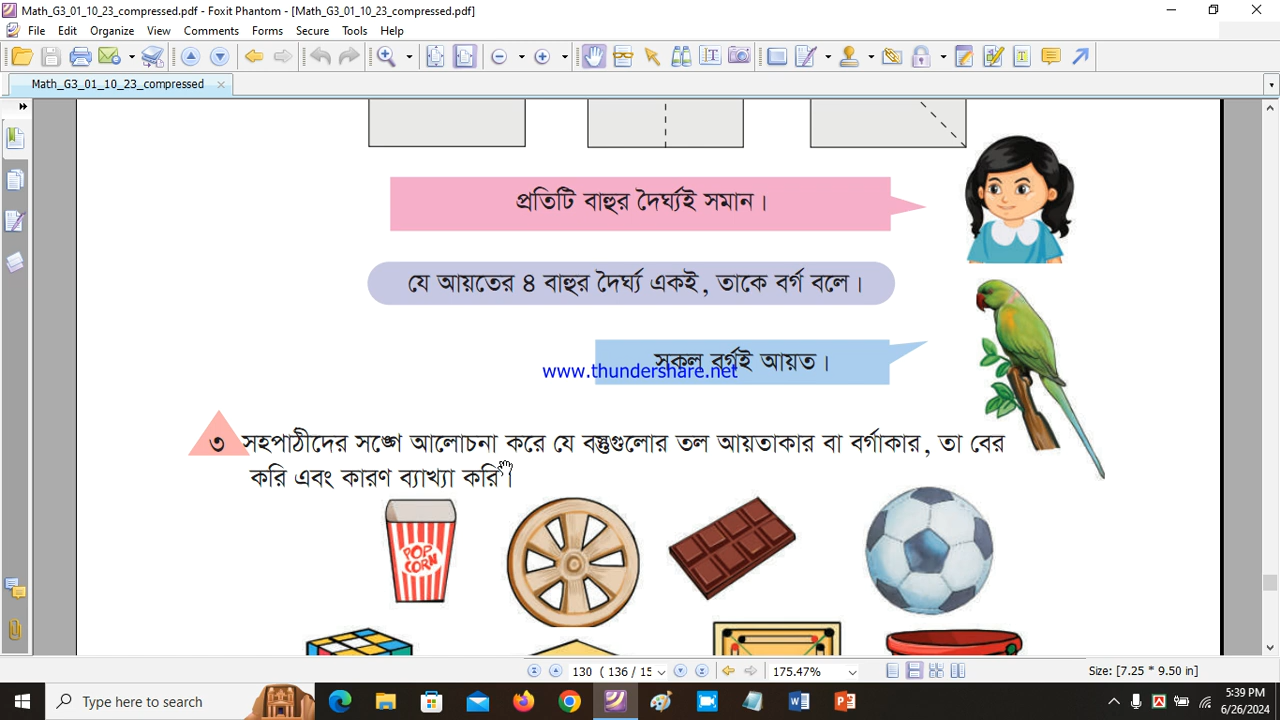 Math_G3_01_10_23_compressed.pdf - Foxit Phantom - [Math_G3_01_10_23_compressed.pdf]
File Edit Organize View Comments Forms Secure Tools Help
Math_G3_01_10_23_compressed
প্রতিটি বাহুর দৈর্ঘ্যই সমান।
যে আয়তের ৪ বাহুর দৈর্ঘ্য একই, তাকে বর্গ বলে।
সকল বর্গই আয়ত।
www.thundershare.net
৩ সহপাঠীদের সঙ্গে আলোচনা করে যে বস্তুগুলোর তল আয়তাকার বা বর্গাকার, তা বের
করি এবং কারণ ব্যাখ্যা করি।
POP
CORN
130 ( 136 / 15
175.47%
Size: [7.25 * 9.50 in]
Type here to search
5:39 PM
6/26/2024